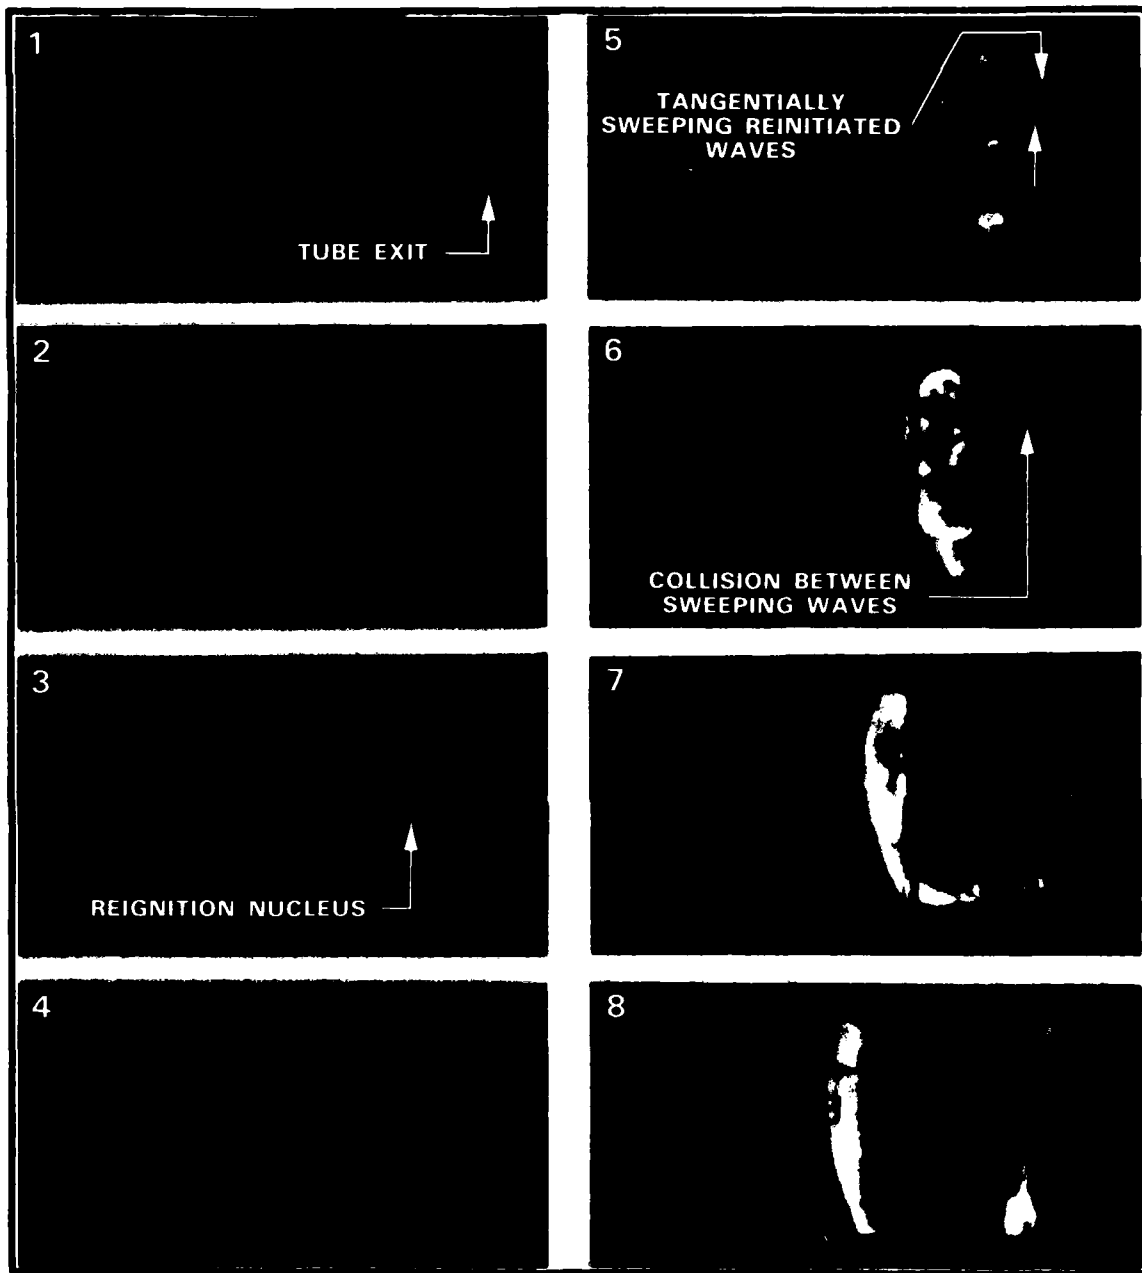 1
TUBE EXIT
2
3
REIGNITION NUCLEUS
4
5
TANGENTIALLY
SWEEPING REINITIATED
WAVES
6
COLLISION BETWEEN
SWEEPING WAVES
7
8